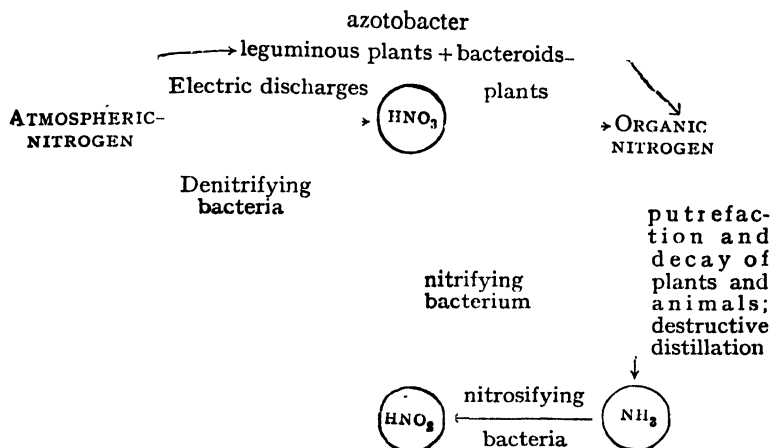 azotobacter
leguminous plants + bacteroids-
Electric discharges
plants
ATMOSPHERIC-
NITROGEN
HNO₃
ORGANIC
NITROGEN
Denitrifying
bacteria
putrefac-
tion and
decay of
plants and
animals;
destructive
distillation
nitrifying
bacterium
HNO₂
nitrosifying
bacteria
NH₃